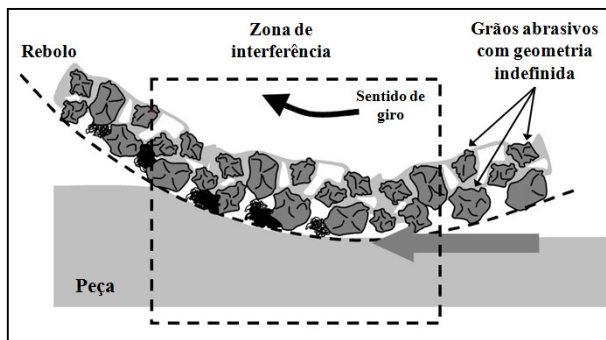 Zona de
interferência
Grãos abrasivos
com geometria
indefinida
Rebolo
Sentido de
giro
Peça